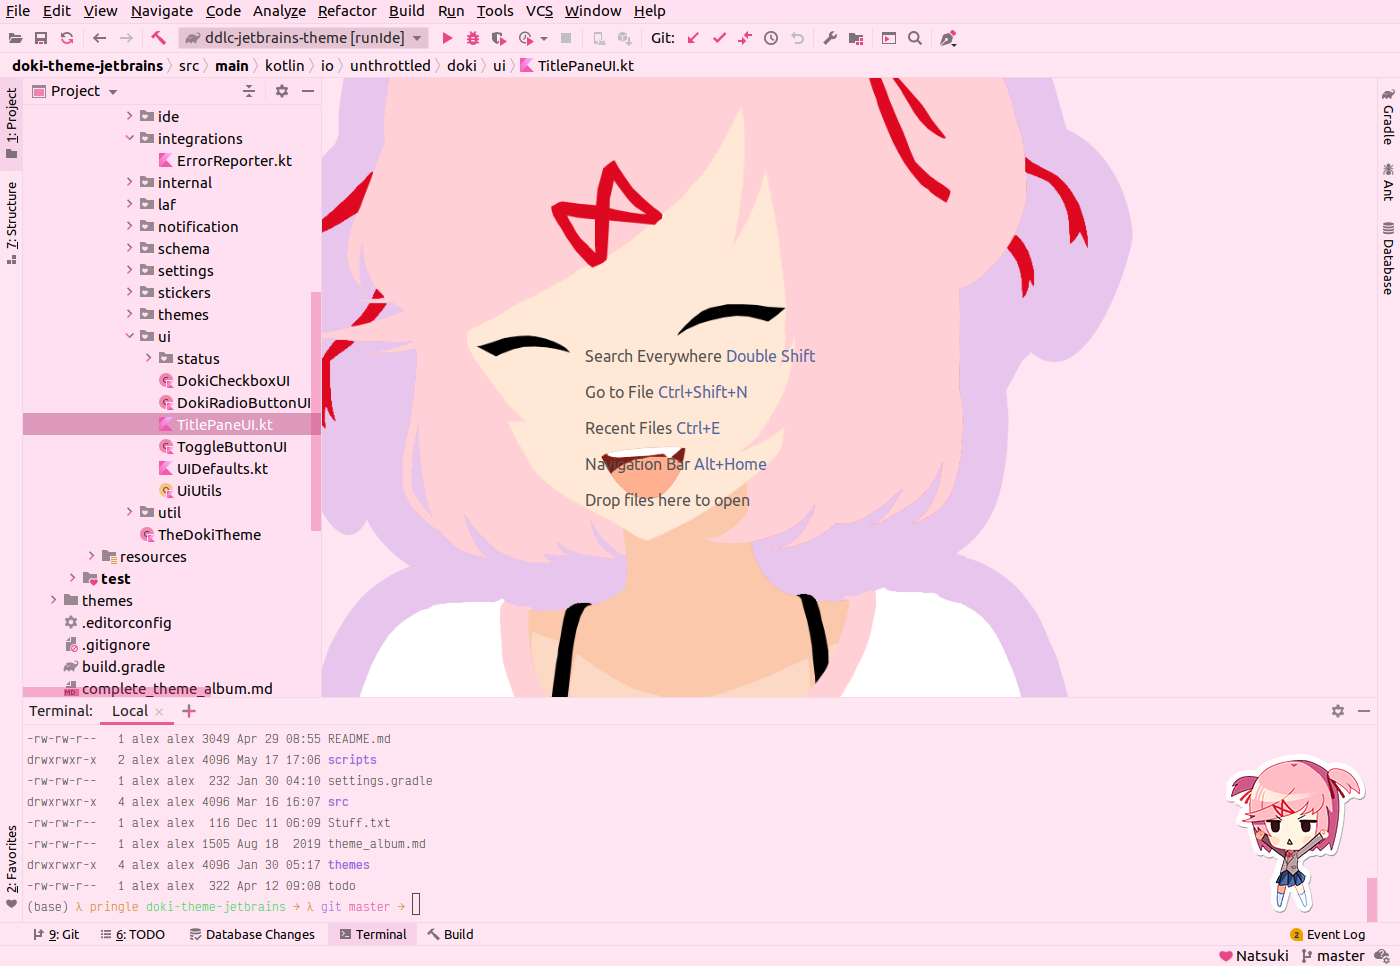 File Edit View Navigate Code Analyze Refactor Build Run Tools VCS Window Help
ddlc-jetbrains-theme [runIde] Git:
doki-theme-jetbrains src main kotlin io unthrottled doki ui TitlePaneUI.kt
1: Project
7: Structure
2: Favorites
Project
ide
integrations
ErrorReporter.kt
internal
laf
notification
schema
settings
stickers
themes
ui
status
DokiCheckboxUI
DokiRadioButtonUI
TitlePaneUI.kt
ToggleButtonUI
UIDefaults.kt
UiUtils
util
TheDokiTheme
resources
test
themes
.editorconfig
.gitignore
build.gradle
MD complete_theme_album.md
Search Everywhere Double Shift
Go to File Ctrl+Shift+N
Recent Files Ctrl+E
Navigation Bar Alt+Home
Drop files here to open
Gradle
Ant
Database
Terminal: Local
-rw-rw-r-- 1 alex alex 3049 Apr 29 08:55 README.md
drwxrwxr-x 2 alex alex 4096 May 17 17:06 scripts
-rw-rw-r-- 1 alex alex 232 Jan 30 04:10 settings.gradle
drwxrwxr-x 4 alex alex 4096 Mar 16 16:07 src
-rw-rw-r-- 1 alex alex 116 Dec 11 06:09 Stuff.txt
-rw-rw-r-- 1 alex alex 1505 Aug 18 2019 theme_album.md
drwxrwxr-x 4 alex alex 4096 Jan 30 05:17 themes
-rw-rw-r-- 1 alex alex 322 Apr 12 09:08 todo
(base) λ pringle doki-theme-jetbrains → λ git master →
9: Git 6: TODO Database Changes Terminal Build 2 Event Log
Natsuki master